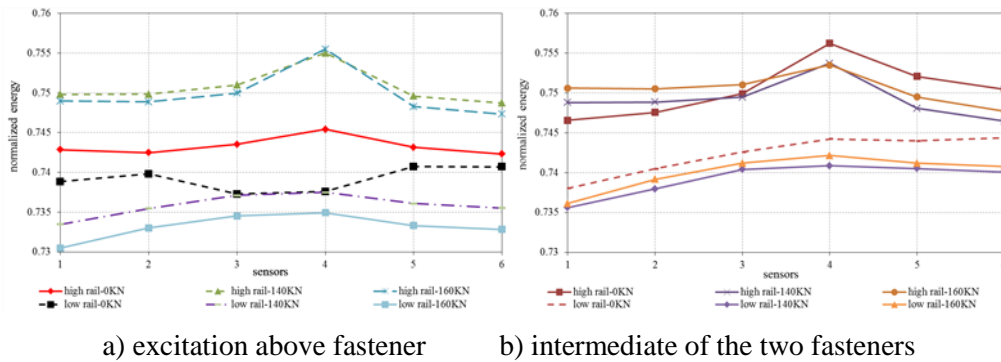 0.76
0.755
0.75
0.745
0.74
0.735
0.73
normalized energy
1 2 3 4 5 6
sensors
high rail-0KN high rail-140KN high rail-160KN
low rail-0KN low rail-140KN low rail-160KN
0.76
0.755
0.75
0.745
0.74
0.735
0.73
normalized energy
1 2 3 4 5
sensors
high rail-0KN high rail-140KN high rail-160KN
low rail-0KN low rail-140KN low rail-160KN
a) excitation above fastener b) intermediate of the two fasteners